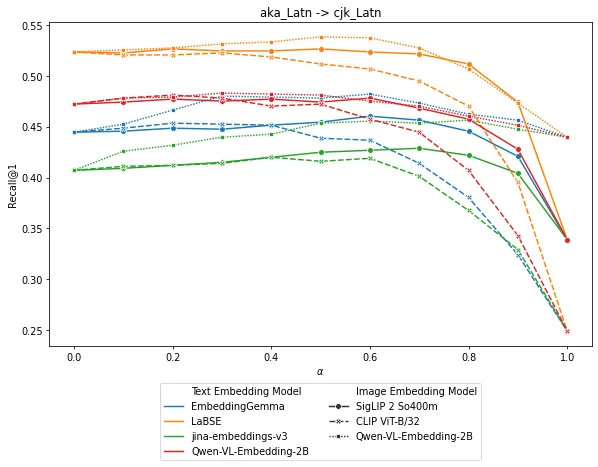 aka_Latn -> cjk_Latn
0.55
0.50
0.45
0.40
0.35
0.30
0.25
Recall@1
0.0 0.2 0.4 0.6 0.8 1.0
α
Text Embedding Model Image Embedding Model
EmbeddingGemma SigLIP 2 So400m
LaBSE CLIP ViT-B/32
jina-embeddings-v3 Qwen-VL-Embedding-2B
Qwen-VL-Embedding-2B